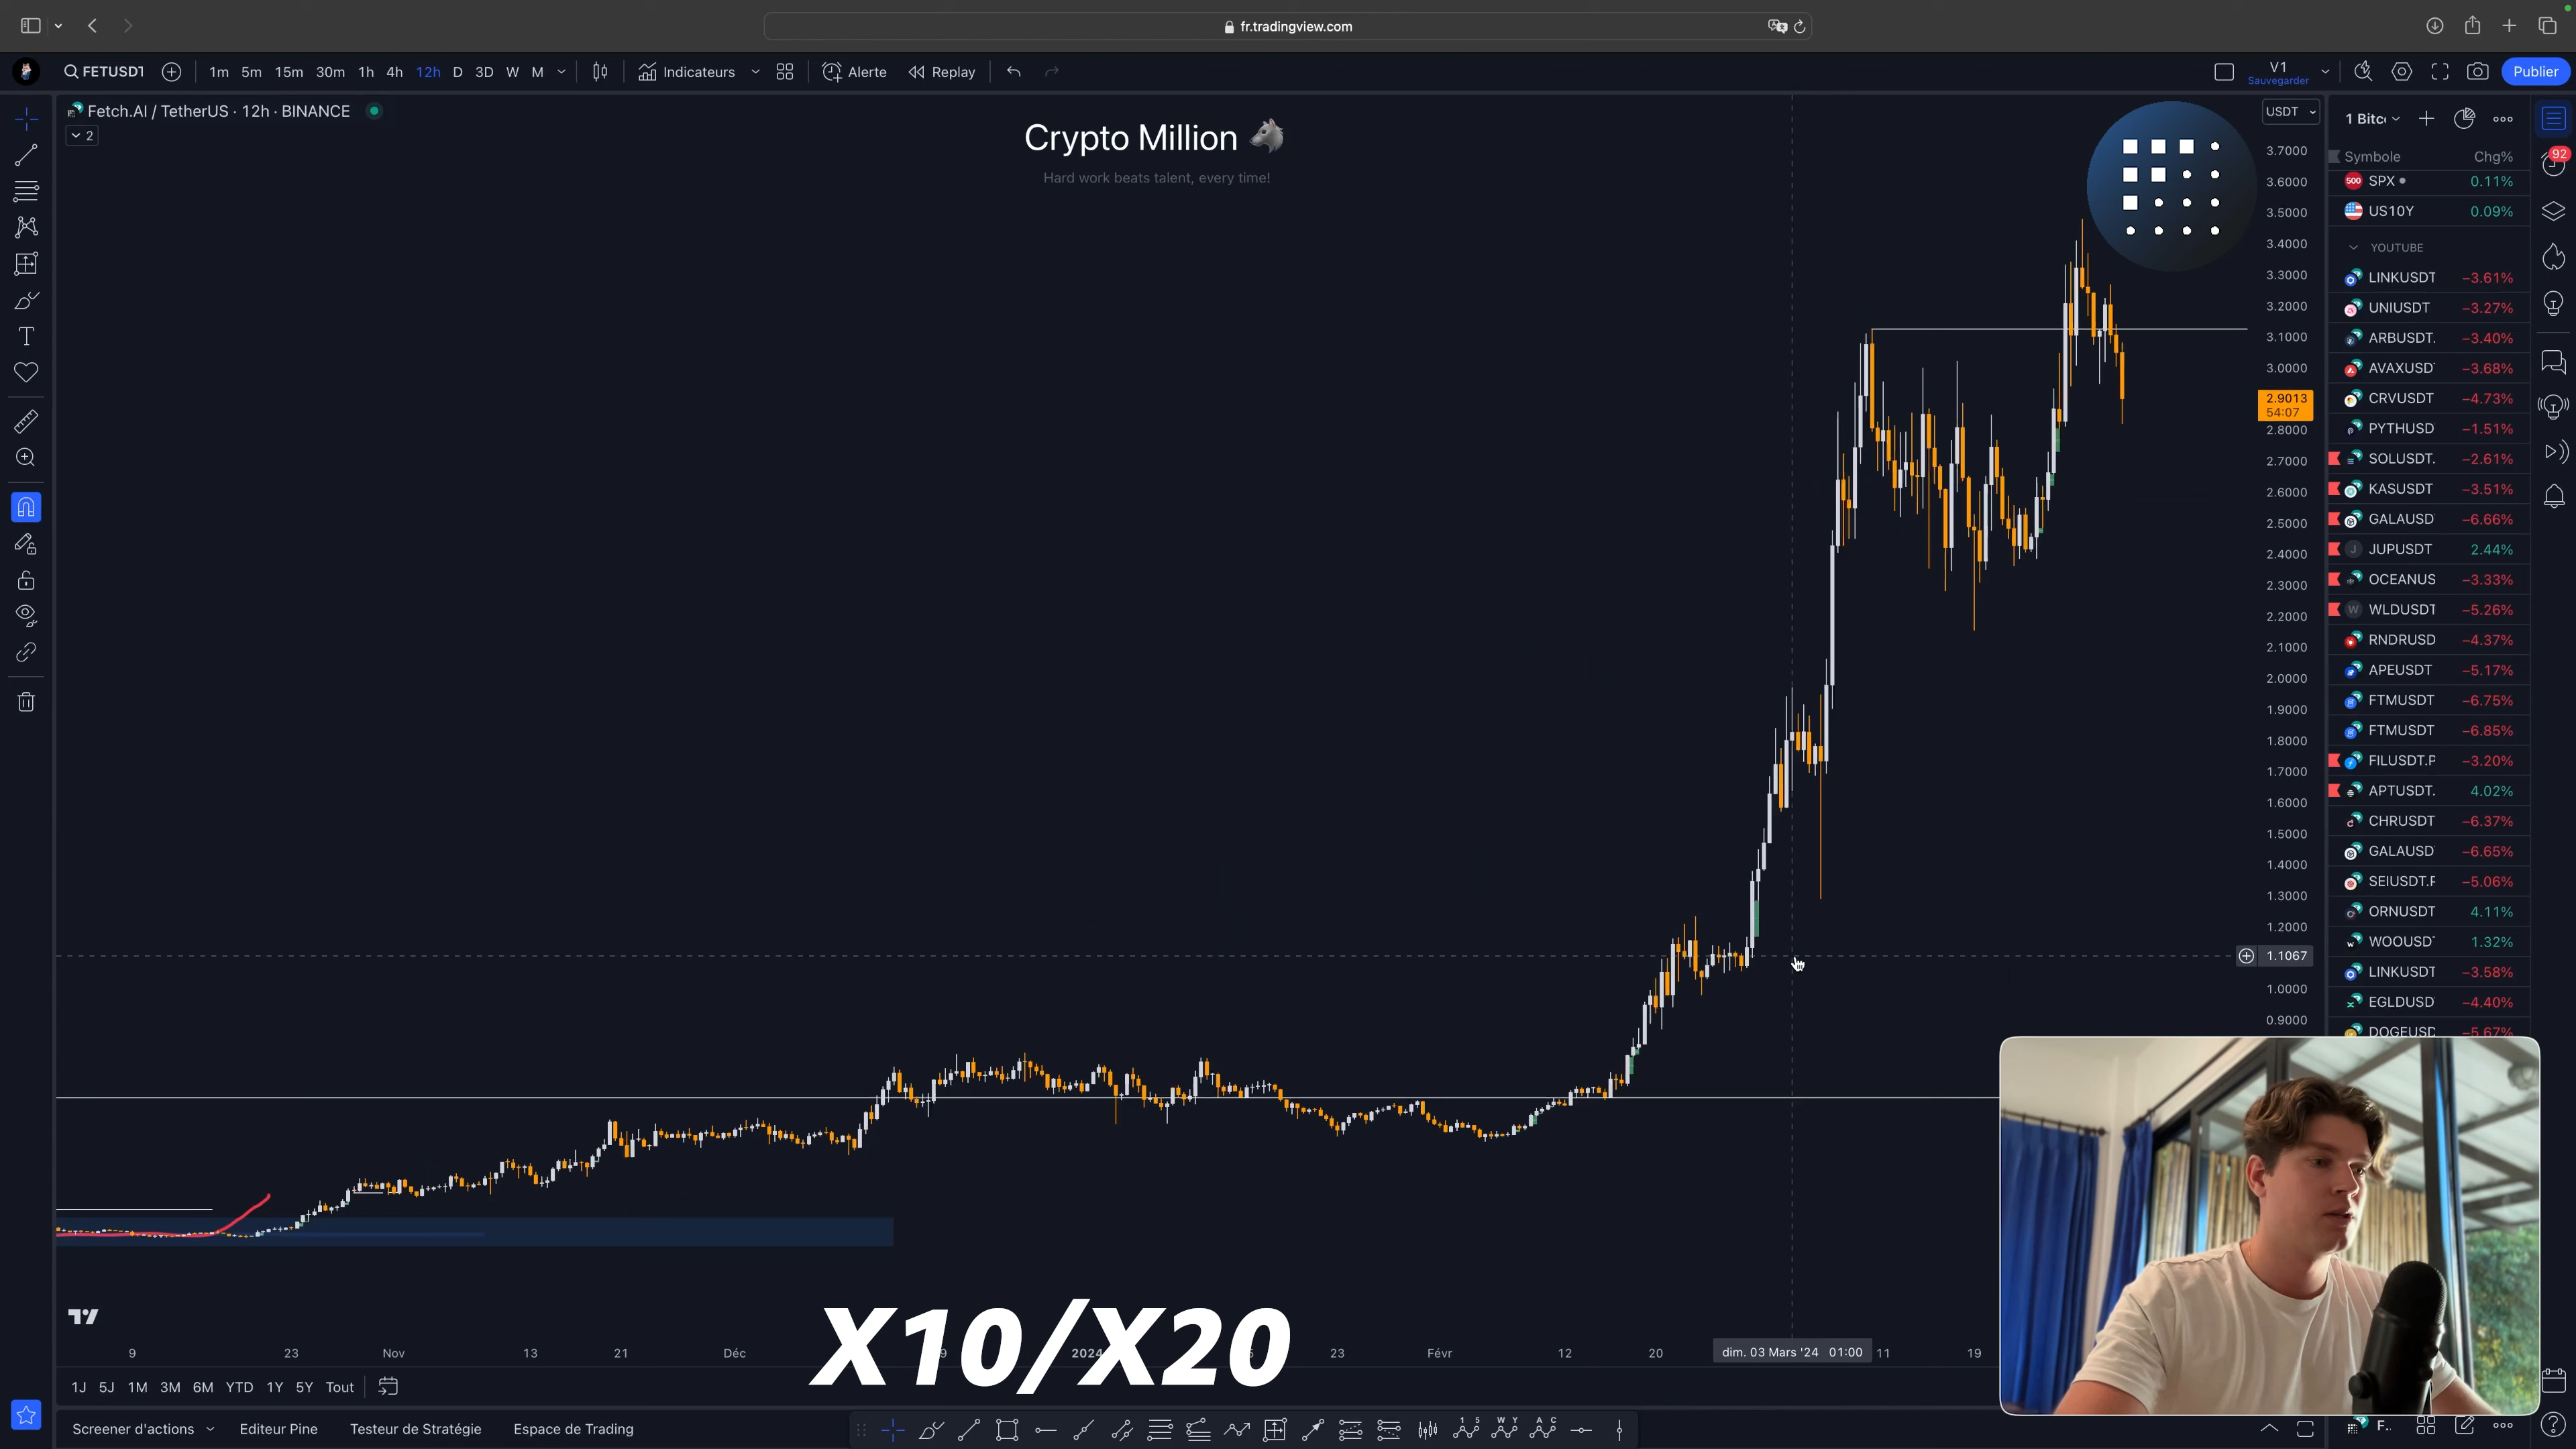 fr.tradingview.com
FETUSDT
1m 5m 15m 30m 1h 4h 12h D 3D W M
Indicateurs
Alerte
Replay
V1
Sauvegarder
Publier
Fetch.AI / TetherUS · 12h · BINANCE
2
Crypto Million
Hard work beats talent, every time!
USDT
3.7000
3.6000
3.5000
3.4000
3.3000
3.2000
3.1000
3.0000
2.9013
54:07
2.8000
2.7000
2.6000
2.5000
2.4000
2.3000
2.2000
2.1000
2.0000
1.9000
1.8000
1.7000
1.6000
1.5000
1.4000
1.3000
1.2000
1.1067
1.0000
0.9000
1 Bitc
Symbole Chg%
500 SPX 0.11%
US10Y 0.09%
YOUTUBE
LINKUSDT −3.61%
UNIUSDT −3.27%
ARBUSDT. −3.40%
AVAXUSD −3.68%
CRVUSDT −4.73%
PYTHUSD −1.51%
SOLUSDT. −2.61%
KASUSDT −3.51%
GALAUSD −6.66%
J JUPUSDT 2.44%
OCEANUS −3.33%
W WLDUSDT −5.26%
RNDRUSD −4.37%
APEUSDT −5.17%
FTMUSDT −6.75%
FTMUSDT −6.85%
FILUSDT.P −3.20%
APTUSDT. 4.02%
CHRUSDT −6.37%
GALAUSD −6.65%
SEIUSDT.F −5.06%
ORNUSDT 4.11%
WOOUSD 1.32%
LINKUSDT −3.58%
EGLDUSD −4.40%
DOGEUSD −5.67%
92
X10/X20
9 23 Nov 13 21 Déc 9 2024 23 Févr 12 20 dim. 03 Mars '24 01:00 11 19
1J 5J 1M 3M 6M YTD 1Y 5Y Tout
Screener d'actions Editeur Pine Testeur de Stratégie Espace de Trading
F..